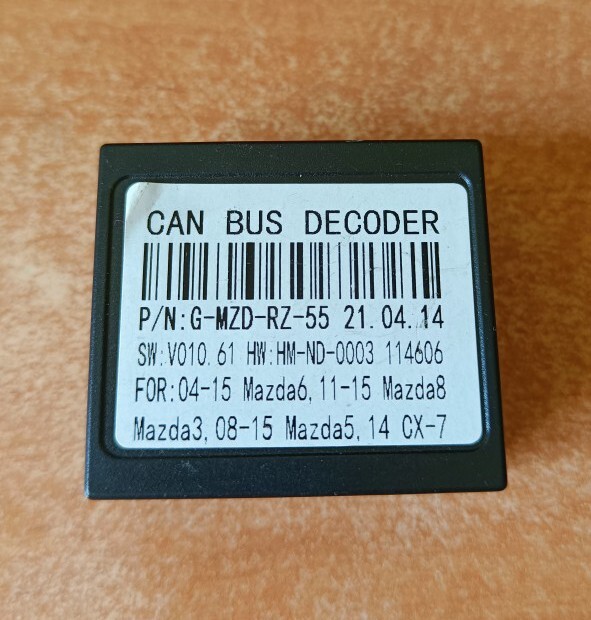 CAN BUS DECODER
P/N:G-MZD-RZ-55 21.04.14
SW:V010.61 HW:HM-ND-0003 114606
FOR:04-15 Mazda6,11-15 Mazda8
Mazda3,08-15 Mazda5,14 CX-7